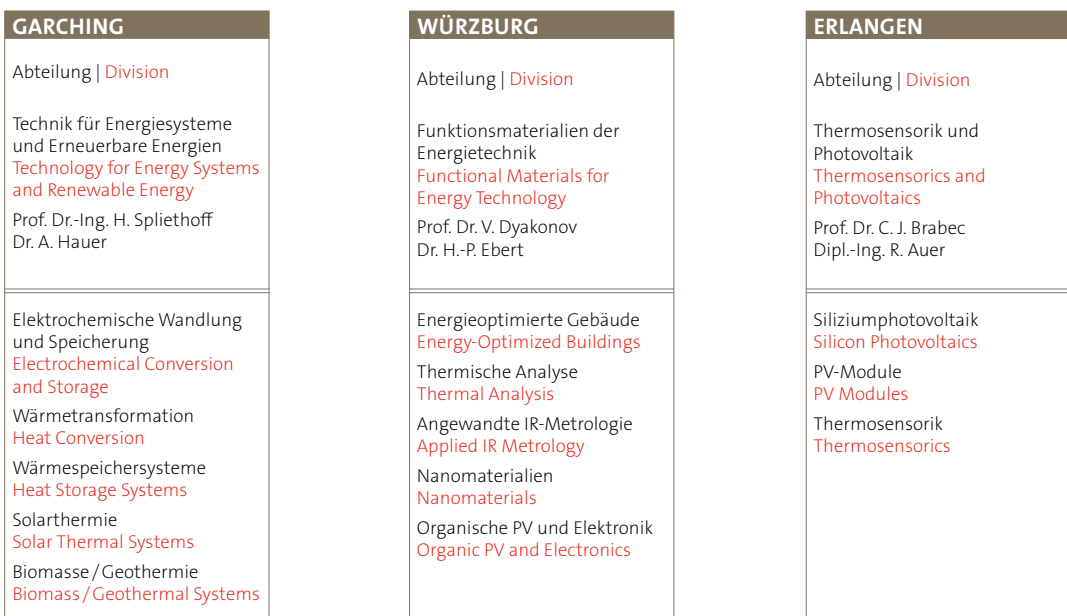 GARCHING
Abteilung | Division
Technik für Energiesysteme
und Erneuerbare Energien
Technology for Energy Systems
and Renewable Energy
Prof. Dr.-Ing. H. Spliethoff
Dr. A. Hauer
Elektrochemische Wandlung
und Speicherung
Electrochemical Conversion
and Storage
Wärmetransformation
Heat Conversion
Wärmespeichersysteme
Heat Storage Systems
Solarthermie
Solar Thermal Systems
Biomasse / Geothermie
Biomass / Geothermal Systems
WÜRZBURG
Abteilung | Division
Funktionsmaterialien der
Energietechnik
Functional Materials for
Energy Technology
Prof. Dr. V. Dyakonov
Dr. H.-P. Ebert
Energieoptimierte Gebäude
Energy-Optimized Buildings
Thermische Analyse
Thermal Analysis
Angewandte IR-Metrologie
Applied IR Metrology
Nanomaterialien
Nanomaterials
Organische PV und Elektronik
Organic PV and Electronics
ERLANGEN
Abteilung | Division
Thermosensorik und
Photovoltaik
Thermosensorics and
Photovoltaics
Prof. Dr. C. J. Brabec
Dipl.-Ing. R. Auer
Siliziumphotovoltaik
Silicon Photovoltaics
PV-Module
PV Modules
Thermosensorik
Thermosensorics